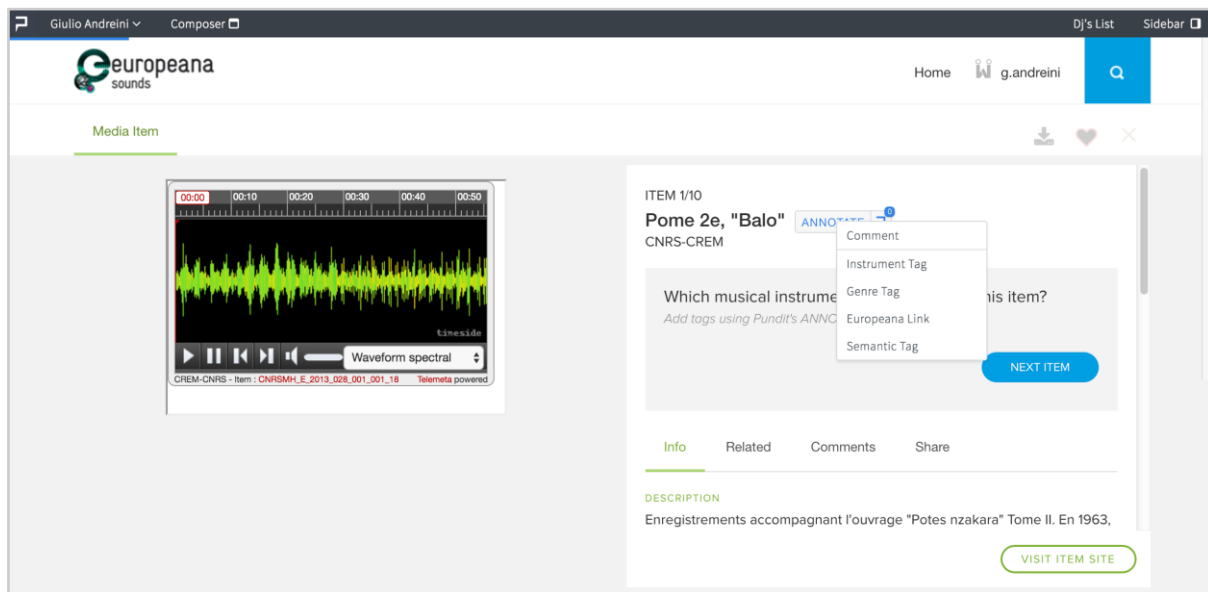 Giulio Andreini Composer Dj's List Sidebar
europeana
sounds
Home g.andreini
Media Item
00:00 00:10 00:20 00:30 00:40 00:50
timeside
Waveform spectral
CREM-CNRS - Item : CNRSMH_E_2013_028_001_001_18 Telemeta powered
ITEM 1/10
Pome 2e, "Balo" ANNOTATE 0
CNRS-CREM
Comment
Instrument Tag
Genre Tag
Europeana Link
Semantic Tag
Which musical item?
Add tags using Pundit's
NEXT ITEM
Info Related Comments Share
DESCRIPTION
Enregistrements accompagnant l'ouvrage "Potes nzakara" Tome II. En 1963,
VISIT ITEM SITE